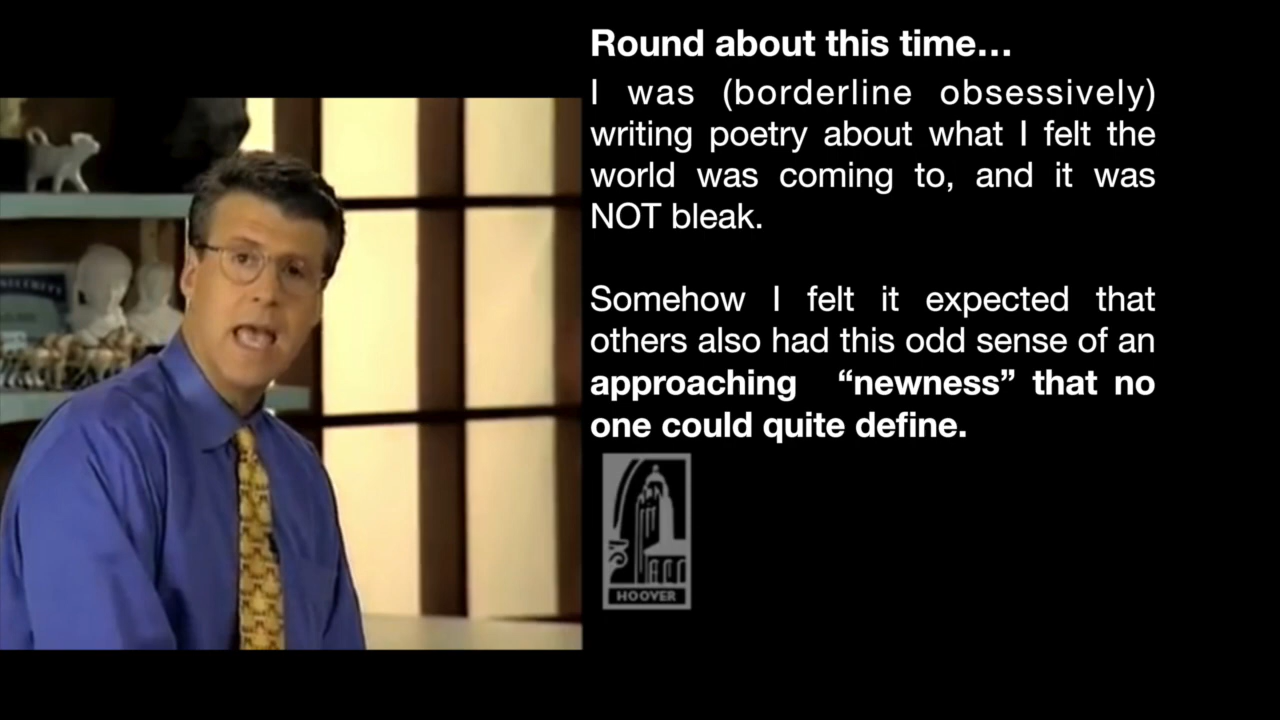 Round about this time…
I was (borderline obsessively)
writing poetry about what I felt the
world was coming to, and it was
NOT bleak.
Somehow I felt it expected that
others also had this odd sense of an
approaching “newness” that no
one could quite define.
HOOVER